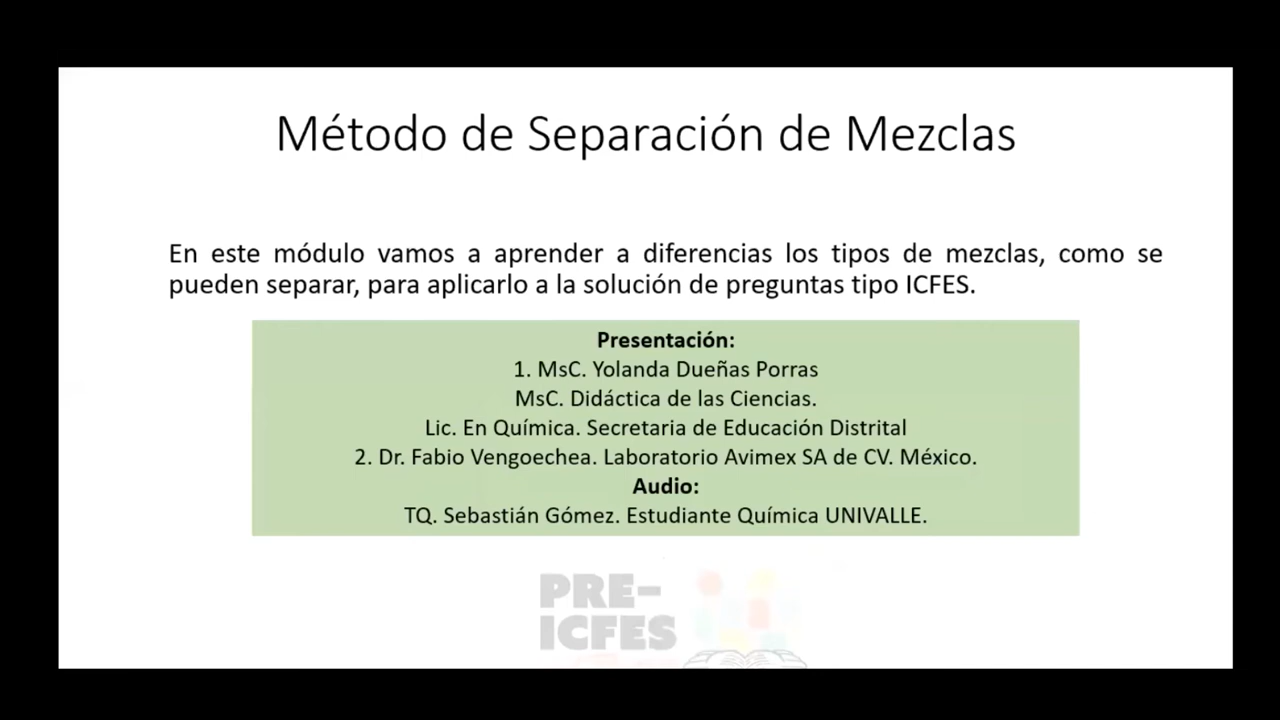 Método de Separación de Mezclas
En este módulo vamos a aprender a diferencias los tipos de mezclas, como se
pueden separar, para aplicarlo a la solución de preguntas tipo ICFES.
Presentación:
1. MsC. Yolanda Dueñas Porras
MsC. Didáctica de las Ciencias.
Lic. En Química. Secretaria de Educación Distrital
2. Dr. Fabio Vengoechea. Laboratorio Avimex SA de CV. México.
Audio:
TQ. Sebastián Gómez. Estudiante Química UNIVALLE.
PRE-
ICFES